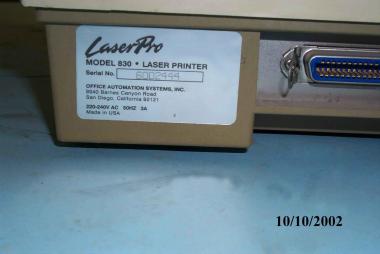 LaserPro
MODEL 830 • LASER PRINTER
Serial No. 6002444
OFFICE AUTOMATION SYSTEMS, INC.
9940 Barnes Canyon Road
San Diego, California 92121
220-240V AC 50HZ 3A
Made in USA
10/10/2002